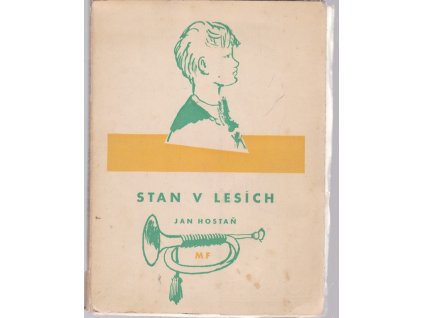 STAN V LESÍCH
JAN HOSTAŇ
MF